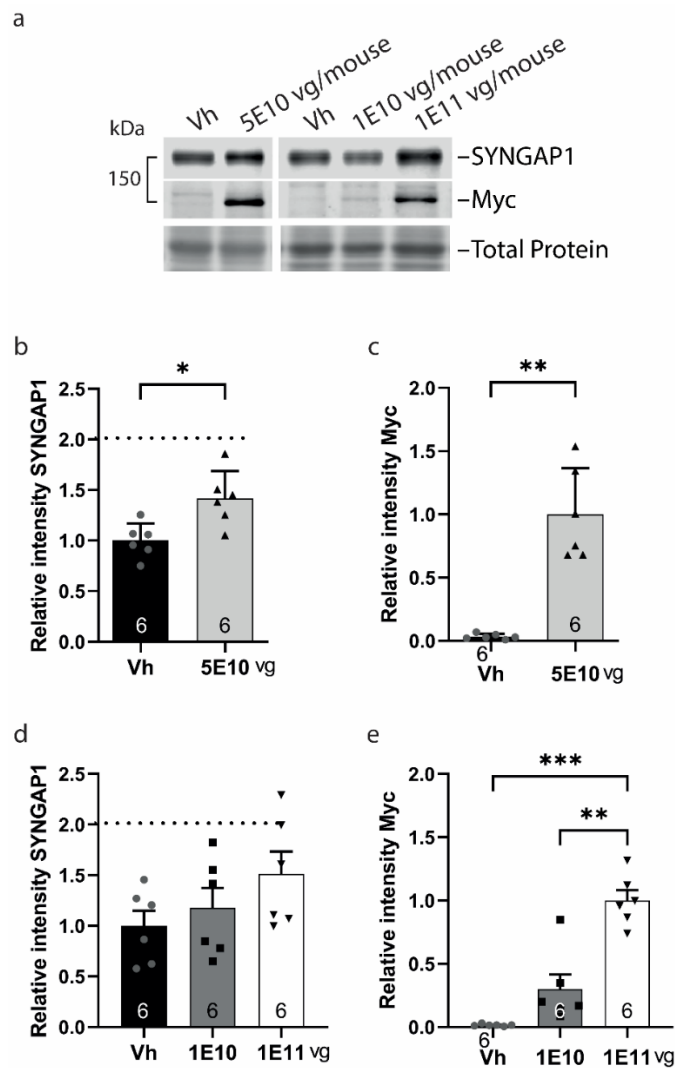 a
Vh
5E10 vg/mouse
Vh
1E10 vg/mouse
1E11 vg/mouse
kDa
150
–SYNGAP1
–Myc
–Total Protein
b
Relative intensity SYNGAP1
2.5
2.0
1.5
1.0
0.5
0.0
*
6
6
Vh
5E10 vg
c
Relative intensity Myc
2.0
1.5
1.0
0.5
0.0
**
6
6
Vh
5E10 vg
d
Relative intensity SYNGAP1
2.5
2.0
1.5
1.0
0.5
0.0
6
6
6
Vh
1E10
1E11 vg
e
Relative intensity Myc
2.0
1.5
1.0
0.5
0.0
***
**
6
6
6
Vh
1E10
1E11 vg